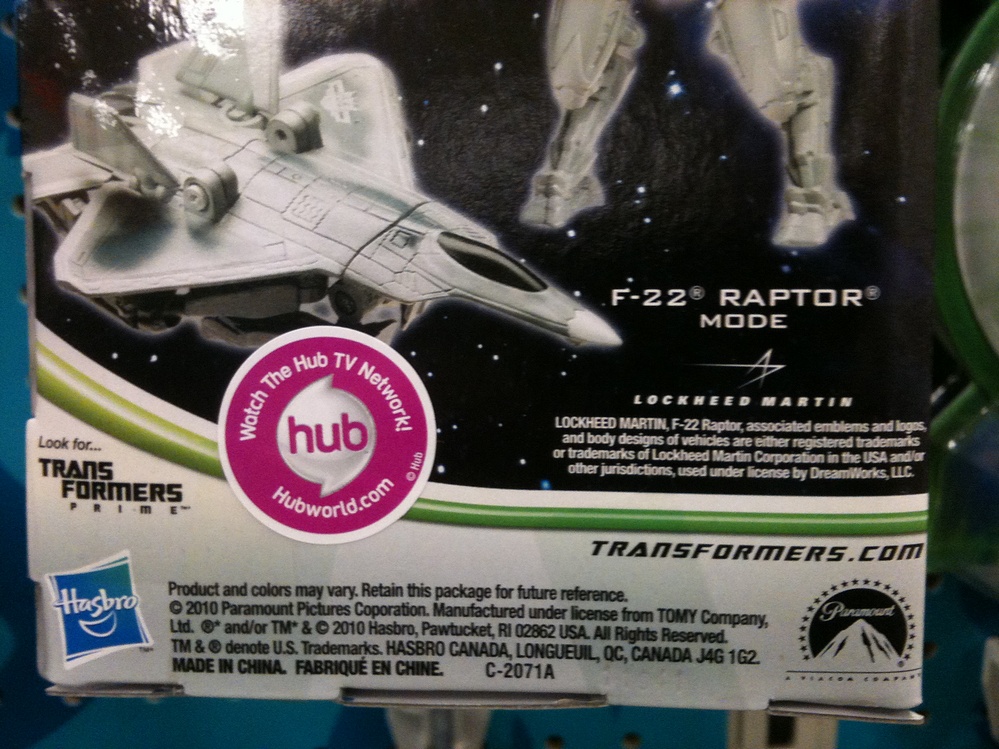 F-22® RAPTOR®
MODE
LOCKHEED MARTIN
LOCKHEED MARTIN, F-22 Raptor, associated emblems and logos,
and body designs of vehicles are either registered trademarks
or trademarks of Lockheed Martin Corporation in the USA and/or
other jurisdictions, used under license by DreamWorks, LLC.
Watch The Hub TV Network!
hub
Hubworld.com
© Hub
Look for...
TRANS
FORMERS
PRIME™
TRANSFORMERS.COM
Hasbro
TM
Product and colors may vary. Retain this package for future reference.
© 2010 Paramount Pictures Coporation. Manufactured under license from TOMY Company,
Ltd. ®* and/or TM* & © 2010 Hasbro, Pawtucket, RI 02862 USA. All Rights Reserved.
TM & ® denote U.S. Trademarks. HASBRO CANADA, LONGUEUIL, QC, CANADA J4G 1G2.
MADE IN CHINA. FABRIQUÉ EN CHINE. C-2071A
Paramount
®
A VIACOM COMPANY